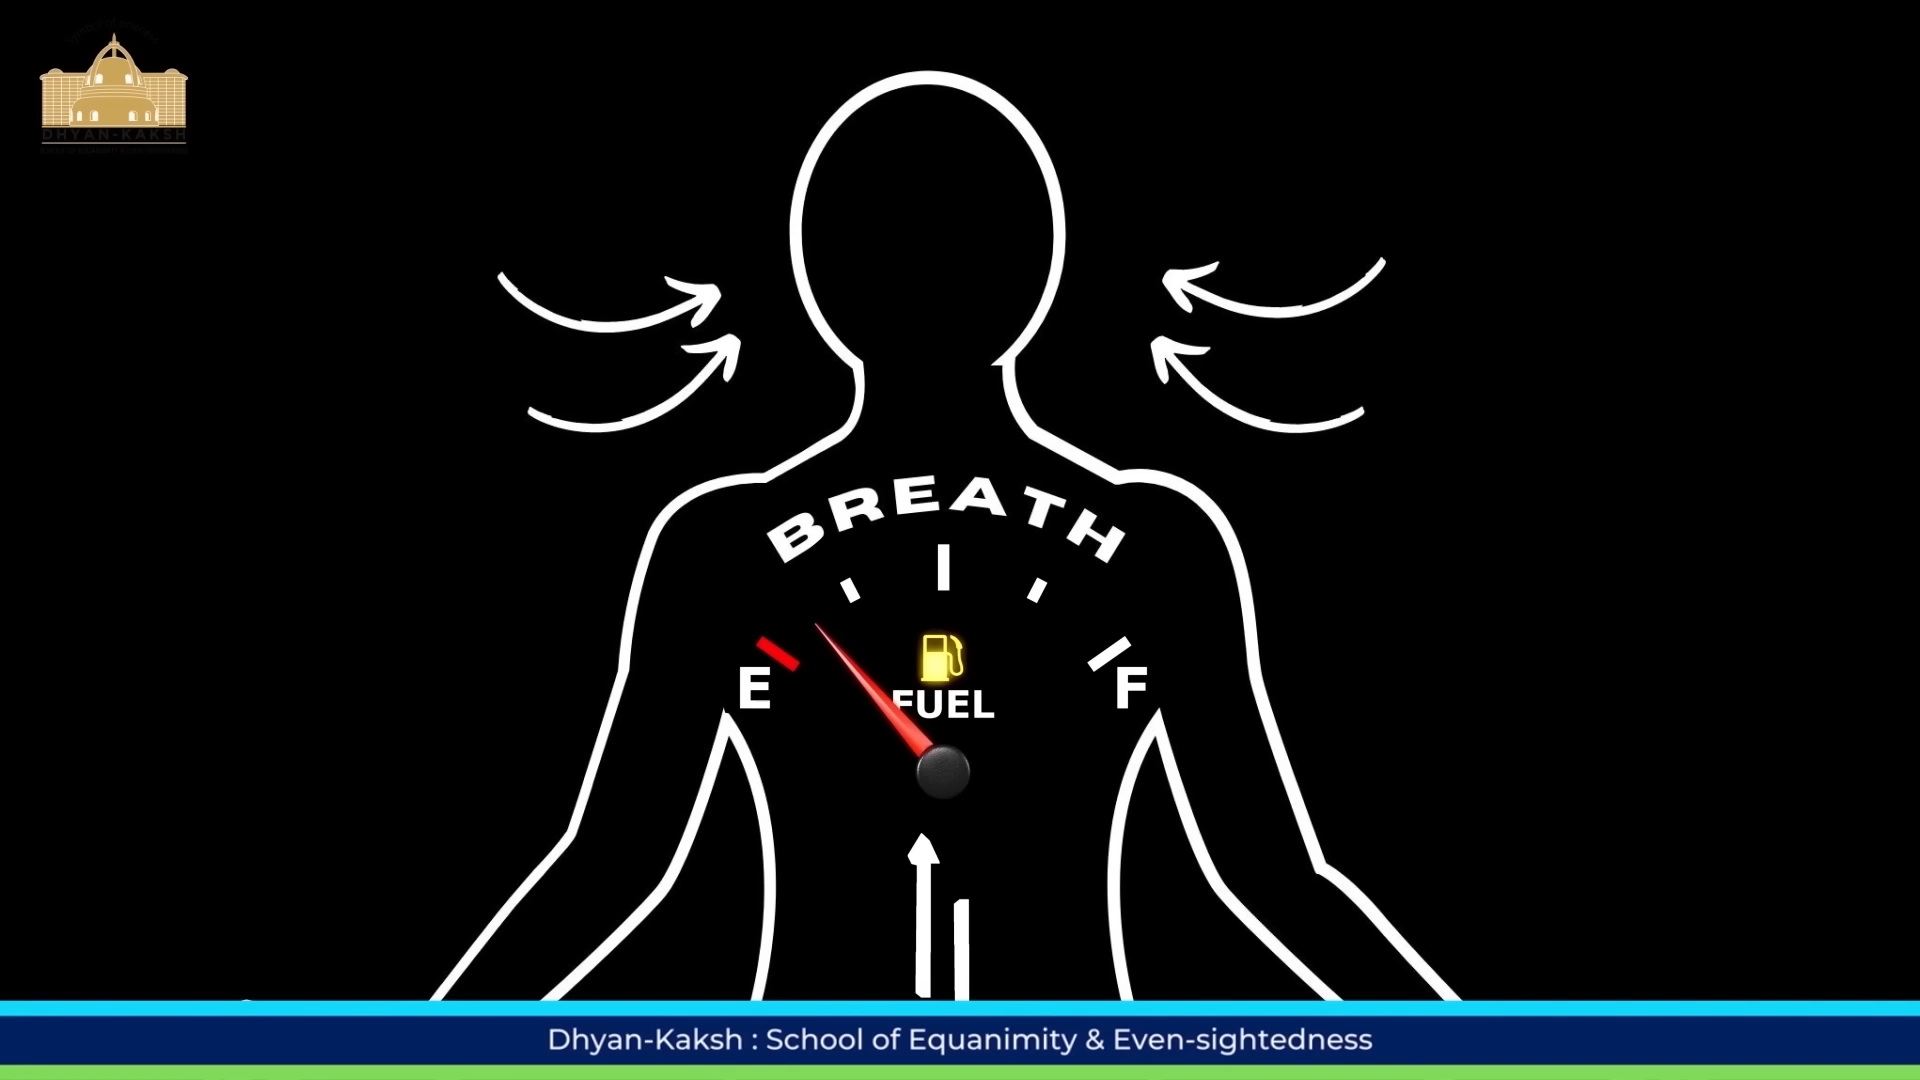 DHYAN-KAKSH
BREATH
E
F
FUEL
Dhyan-Kaksh : School of Equanimity & Even-sightedness